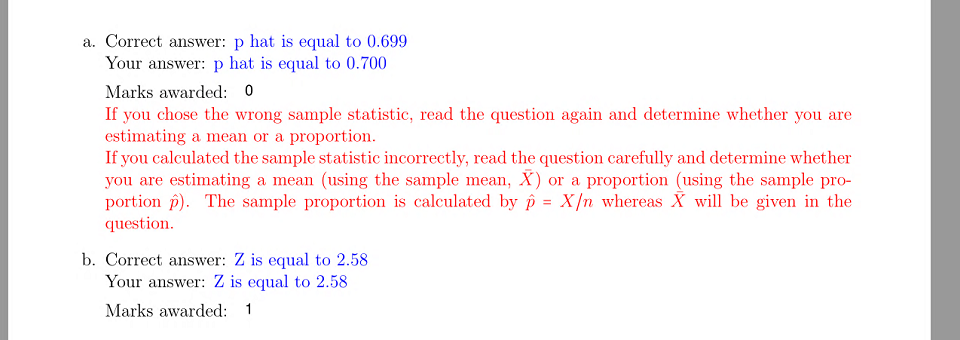 a. Correct answer: p hat is equal to 0.699
Your answer: p hat is equal to 0.700
Marks awarded: 0
If you chose the wrong sample statistic, read the question again and determine whether you are
estimating a mean or a proportion.
If you calculated the sample statistic incorrectly, read the question carefully and determine whether
you are estimating a mean (using the sample mean, X̄) or a proportion (using the sample pro-
portion p̂). The sample proportion is calculated by p̂ = X/n whereas X̄ will be given in the
question.
b. Correct answer: Z is equal to 2.58
Your answer: Z is equal to 2.58
Marks awarded: 1